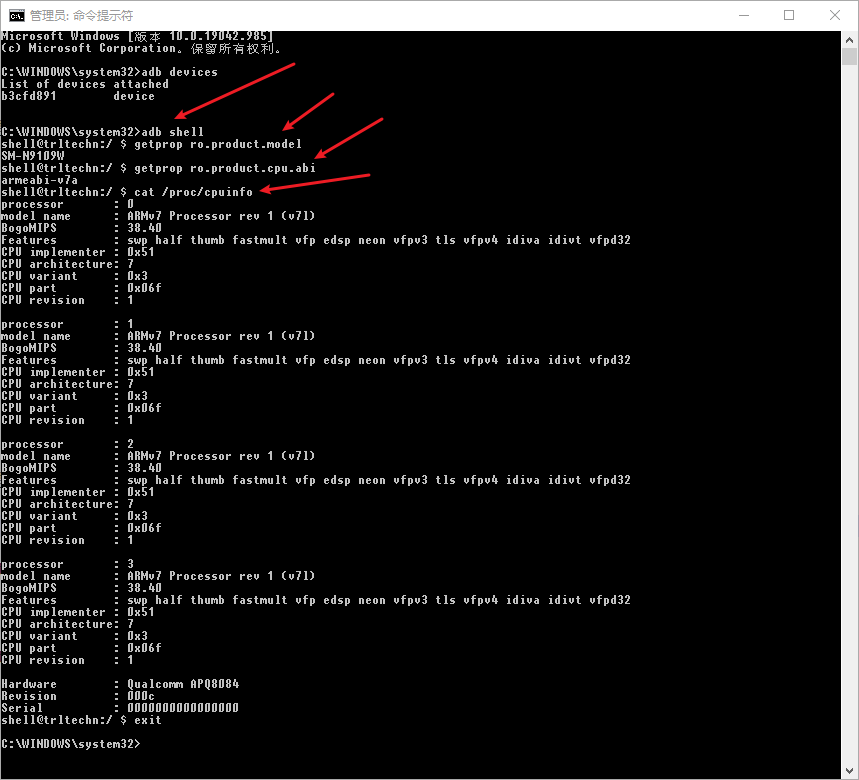 管理员: 命令提示符
Microsoft Windows [版本 10.0.19042.985]
(c) Microsoft Corporation。保留所有权利。
C:\WINDOWS\system32>adb devices
List of devices attached
b3cfd891 device
C:\WINDOWS\system32>adb shell
shell@trltechn:/ $ getprop ro.product.model
SM-N9109W
shell@trltechn:/ $ getprop ro.product.cpu.abi
armeabi-v7a
shell@trltechn:/ $ cat /proc/cpuinfo
processor : 0
model name : ARMv7 Processor rev 1 (v7l)
BogoMIPS : 38.40
Features : swp half thumb fastmult vfp edsp neon vfpv3 tls vfpv4 idiva idivt vfpd32
CPU implementer : 0x51
CPU architecture: 7
CPU variant : 0x3
CPU part : 0x06f
CPU revision : 1
processor : 1
model name : ARMv7 Processor rev 1 (v7l)
BogoMIPS : 38.40
Features : swp half thumb fastmult vfp edsp neon vfpv3 tls vfpv4 idiva idivt vfpd32
CPU implementer : 0x51
CPU architecture: 7
CPU variant : 0x3
CPU part : 0x06f
CPU revision : 1
processor : 2
model name : ARMv7 Processor rev 1 (v7l)
BogoMIPS : 38.40
Features : swp half thumb fastmult vfp edsp neon vfpv3 tls vfpv4 idiva idivt vfpd32
CPU implementer : 0x51
CPU architecture: 7
CPU variant : 0x3
CPU part : 0x06f
CPU revision : 1
processor : 3
model name : ARMv7 Processor rev 1 (v7l)
BogoMIPS : 38.40
Features : swp half thumb fastmult vfp edsp neon vfpv3 tls vfpv4 idiva idivt vfpd32
CPU implementer : 0x51
CPU architecture: 7
CPU variant : 0x3
CPU part : 0x06f
CPU revision : 1
Hardware : Qualcomm APQ8084
Revision : 000c
Serial : 0000000000000000
shell@trltechn:/ $ exit
C:\WINDOWS\system32>